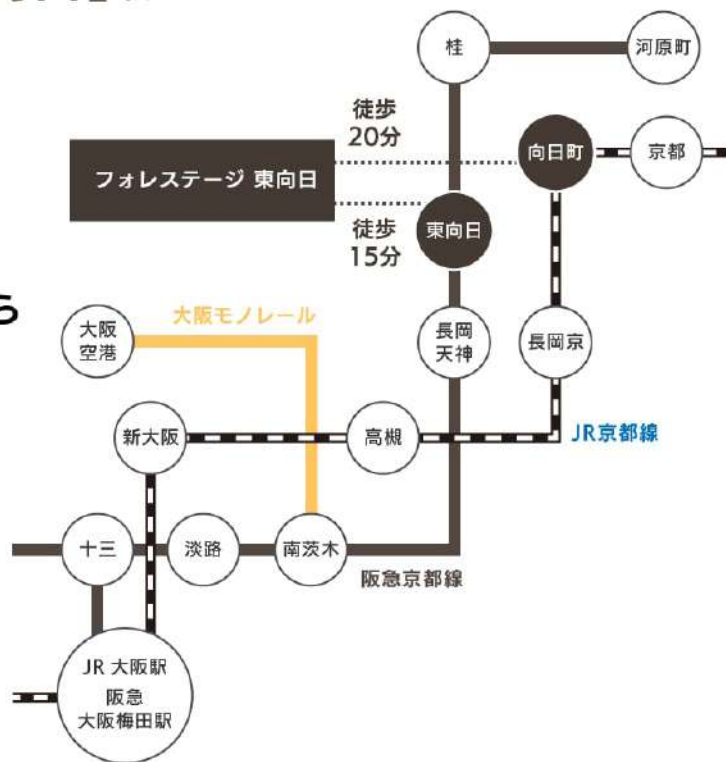 桂
河原町
徒歩
20分
向日町
京都
フォレステージ 東向日
東向日
徒歩
15分
ら
大阪
空港
大阪モノレール
長岡
天神
長岡京
新大阪
高槻
JR京都線
十三
淡路
南茨木
阪急京都線
JR 大阪駅
阪急
大阪梅田駅